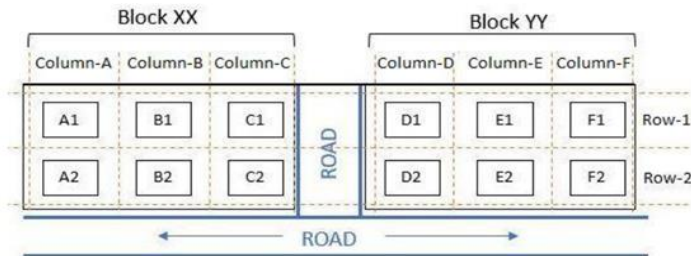 Block XX Block YY
Column-A Column-B Column-C Column-D Column-E Column-F
A1 B1 C1 ROAD D1 E1 F1 Row-1
A2 B2 C2 D2 E2 F2 Row-2
ROAD